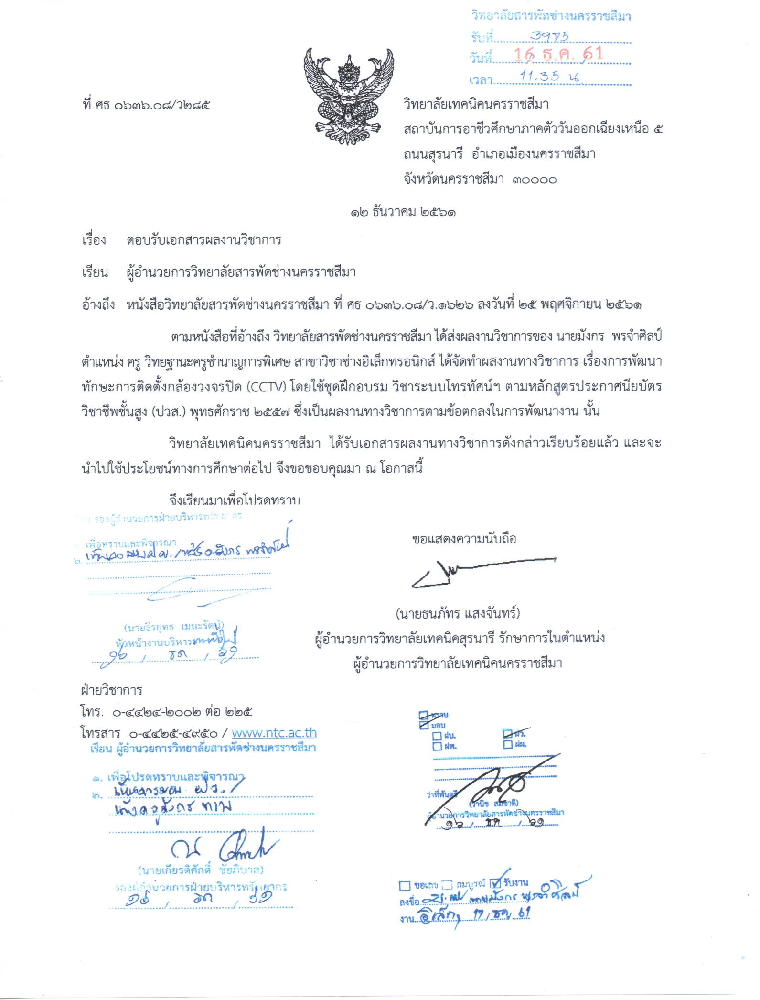 วิทยาลัยสารพัดช่างนครราชสีมา
รับที่ 3975
วันที่ 16 ธ.ค. 61
เวลา 11.35 น.
ที่ ศธ ๐๖๓๖.๐๘/ว๒๘๕
วิทยาลัยเทคนิคนครราชสีมา
สถาบันการอาชีวศึกษาภาคตัววันออกเฉียงเหนือ ๕
ถนนสุรนารี อำเภอเมืองนครราชสีมา
จังหวัดนครราชสีมา ๓๐๐๐๐
๑๒ ธันวาคม ๒๕๖๑
เรื่อง ตอบรับเอกสารผลงานวิชาการ
เรียน ผู้อำนวยการวิทยาลัยสารพัดช่างนครราชสีมา
อ้างถึง หนังสือวิทยาลัยสารพัดช่างนครราชสีมา ที่ ศธ ๐๖๓๖.๐๘/ว.๑๖๒๖ ลงวันที่ ๒๕ พฤศจิกายน ๒๕๖๑
ตามหนังสือที่อ้างถึง วิทยาลัยสารพัดช่างนครราชสีมา ได้ส่งผลงานวิชาการของ นายมังกร พรจำศิลป์
ตำแหน่ง ครู วิทยฐานะครูชำนาญการพิเศษ สาขาวิชาช่างอิเล็กทรอนิกส์ ได้จัดทำผลงานทางวิชาการ เรื่องการพัฒนา
ทักษะการติดตั้งกล้องวงจรปิด (CCTV) โดยใช้ชุดฝึกอบรม วิชาระบบโทรทัศน์ฯ ตามหลักสูตรประกาศนียบัตร
วิชาชีพชั้นสูง (ปวส.) พุทธศักราช ๒๕๕๗ ซึ่งเป็นผลงานทางวิชาการตามข้อตกลงในการพัฒนางาน นั้น
วิทยาลัยเทคนิคนครราชสีมา ได้รับเอกสารผลงานทางวิชาการดังกล่าวเรียบร้อยแล้ว และจะ
นำไปใช้ประโยชน์ทางการศึกษาต่อไป จึงขอขอบคุณมา ณ โอกาสนี้
จึงเรียนมาเพื่อโปรดทราบ
รองผู้อำนวยการฝ่ายบริหารทรัพยากร
๑. เพื่อทราบและพิจารณา
๒.
ขอแสดงความนับถือ
(นายธนภัทร แสงจันทร์)
ผู้อำนวยการวิทยาลัยเทคนิคสุรนารี รักษาการในตำแหน่ง
ผู้อำนวยการวิทยาลัยเทคนิคนครราชสีมา
(นายธีรยุทธ เมนะรัตน์)
หัวหน้างานบริหารงานทั่วไป
๑๖ / ธค / ๖๑
ฝ่ายวิชาการ
โทร. ๐-๔๔๒๔-๒๐๐๒ ต่อ ๒๒๕
โทรสาร ๐-๔๔๒๕-๔๙๕๐ / www.ntc.ac.th
เรียน ผู้อำนวยการวิทยาลัยสารพัดช่างนครราชสีมา
๑. เพื่อโปรดทราบและพิจารณา
๒. เห็นควรมอบ ฝว. /
(นายเกียรติศักดิ์ ชัยภิบาล)
รองผู้อำนวยการฝ่ายบริหารทรัพยากร
๑๖ / ธค / ๖๑
ทราบ
มอบ
ฝบ. ฝว.
ฝพ. ฝผ.
ว่าที่พันตรี
(วานิช สมชาติ)
ผู้อำนวยการวิทยาลัยสารพัดช่างนครราชสีมา
๑๖ / ธ.ค / ๖๑
ขอเลข สมบูรณ์ รับงาน
ลงชื่อ (นายมังกร พรจำศิลป์
งาน อิเล็กฯ 17 / ธค / 61